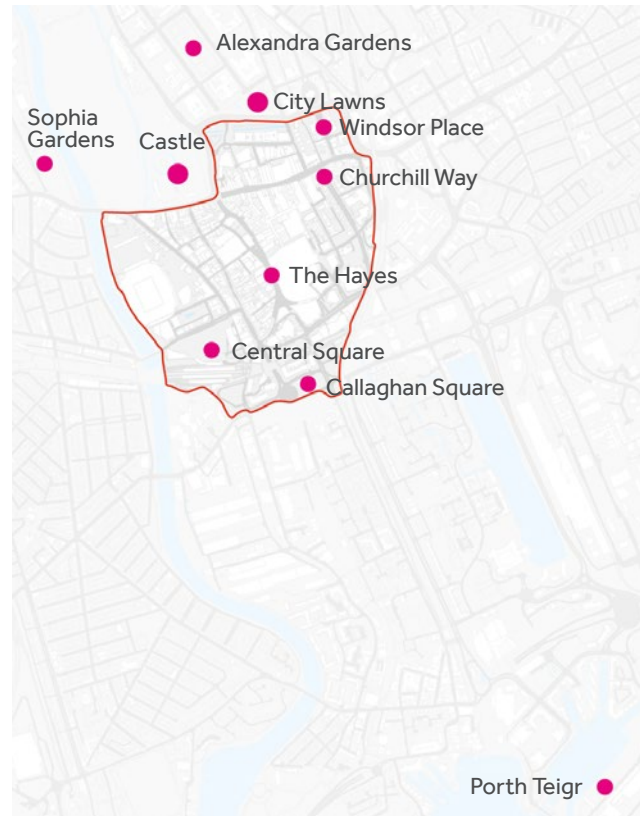 Alexandra Gardens
City Lawns
Sophia
Gardens
Castle
Windsor Place
Churchill Way
The Hayes
Central Square
Callaghan Square
Porth Teigr